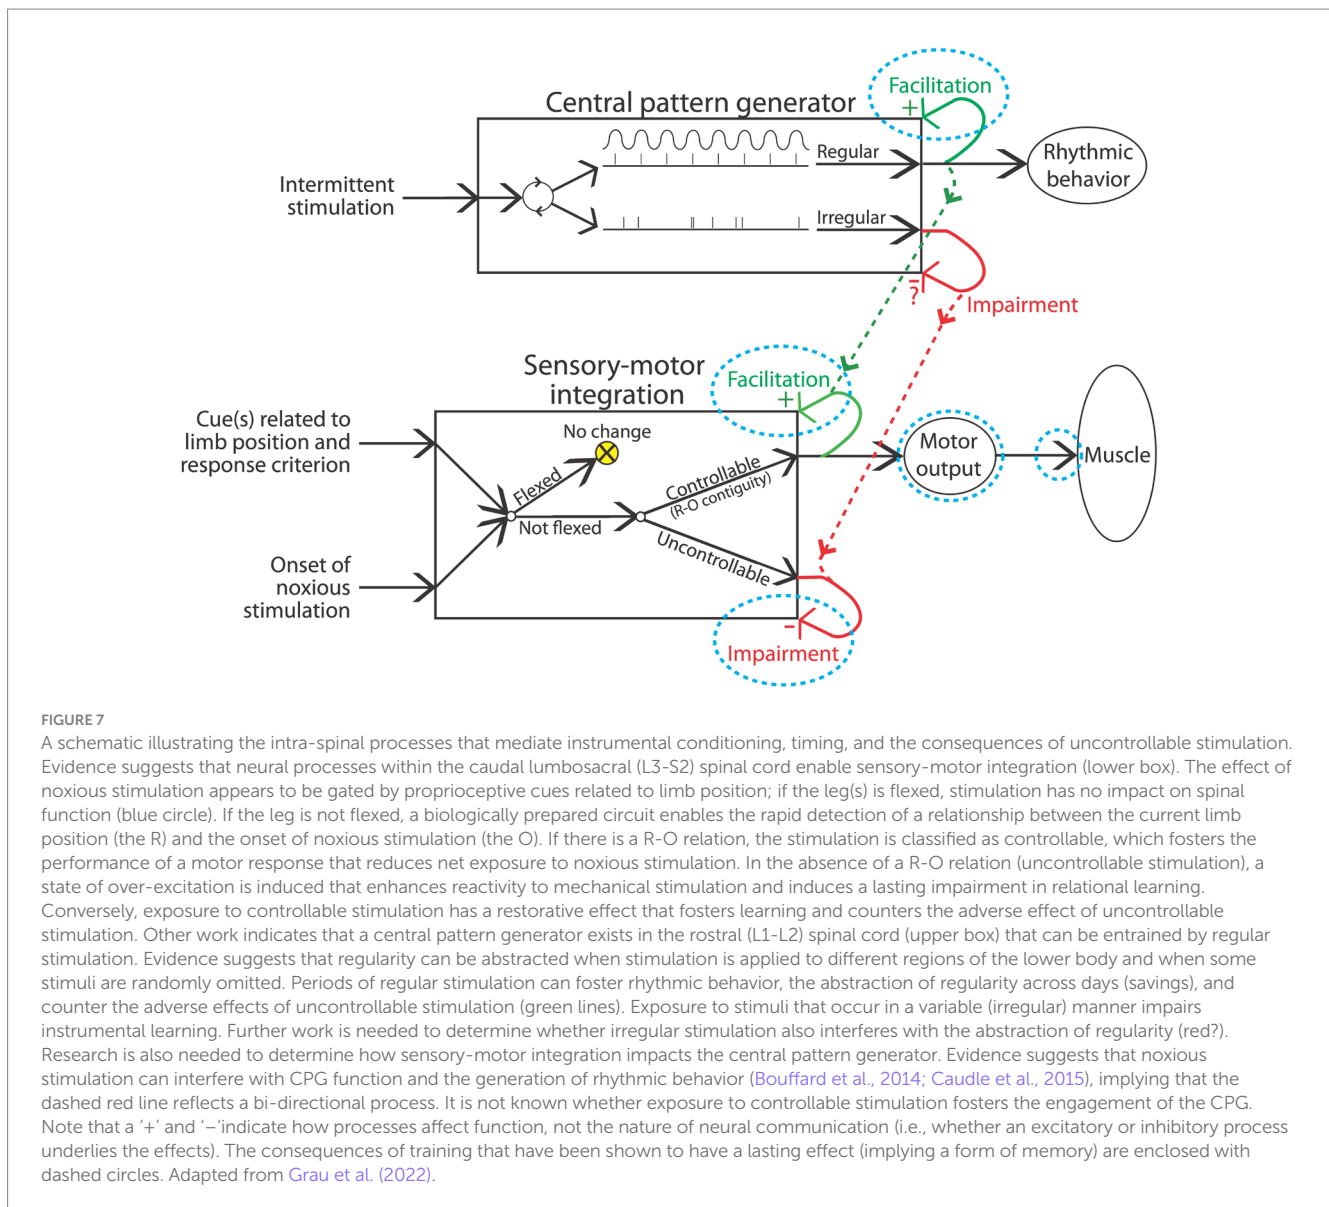 Facilitation
+
Central pattern generator
Regular
Rhythmic
behavior
Intermittent
stimulation
Irregular
–
?
Impairment
Sensory-motor
integration
Facilitation
+
Cue(s) related to
limb position and
response criterion
No change
Flexed
Not flexed
Controllable
(R-O contiguity)
Uncontrollable
Motor
output
Muscle
Onset of
noxious
stimulation
–
Impairment
FIGURE 7
A schematic illustrating the intra-spinal processes that mediate instrumental conditioning, timing, and the consequences of uncontrollable stimulation.
Evidence suggests that neural processes within the caudal lumbosacral (L3-S2) spinal cord enable sensory-motor integration (lower box). The effect of
noxious stimulation appears to be gated by proprioceptive cues related to limb position; if the leg(s) is flexed, stimulation has no impact on spinal
function (blue circle). If the leg is not flexed, a biologically prepared circuit enables the rapid detection of a relationship between the current limb
position (the R) and the onset of noxious stimulation (the O). If there is a R-O relation, the stimulation is classified as controllable, which fosters the
performance of a motor response that reduces net exposure to noxious stimulation. In the absence of a R-O relation (uncontrollable stimulation), a
state of over-excitation is induced that enhances reactivity to mechanical stimulation and induces a lasting impairment in relational learning.
Conversely, exposure to controllable stimulation has a restorative effect that fosters learning and counters the adverse effect of uncontrollable
stimulation. Other work indicates that a central pattern generator exists in the rostral (L1-L2) spinal cord (upper box) that can be entrained by regular
stimulation. Evidence suggests that regularity can be abstracted when stimulation is applied to different regions of the lower body and when some
stimuli are randomly omitted. Periods of regular stimulation can foster rhythmic behavior, the abstraction of regularity across days (savings), and
counter the adverse effects of uncontrollable stimulation (green lines). Exposure to stimuli that occur in a variable (irregular) manner impairs
instrumental learning. Further work is needed to determine whether irregular stimulation also interferes with the abstraction of regularity (red?).
Research is also needed to determine how sensory-motor integration impacts the central pattern generator. Evidence suggests that noxious
stimulation can interfere with CPG function and the generation of rhythmic behavior (Bouffard et al., 2014; Caudle et al., 2015), implying that the
dashed red line reflects a bi-directional process. It is not known whether exposure to controllable stimulation fosters the engagement of the CPG.
Note that a ‘+’ and ‘–’indicate how processes affect function, not the nature of neural communication (i.e., whether an excitatory or inhibitory process
underlies the effects). The consequences of training that have been shown to have a lasting effect (implying a form of memory) are enclosed with
dashed circles. Adapted from Grau et al. (2022).